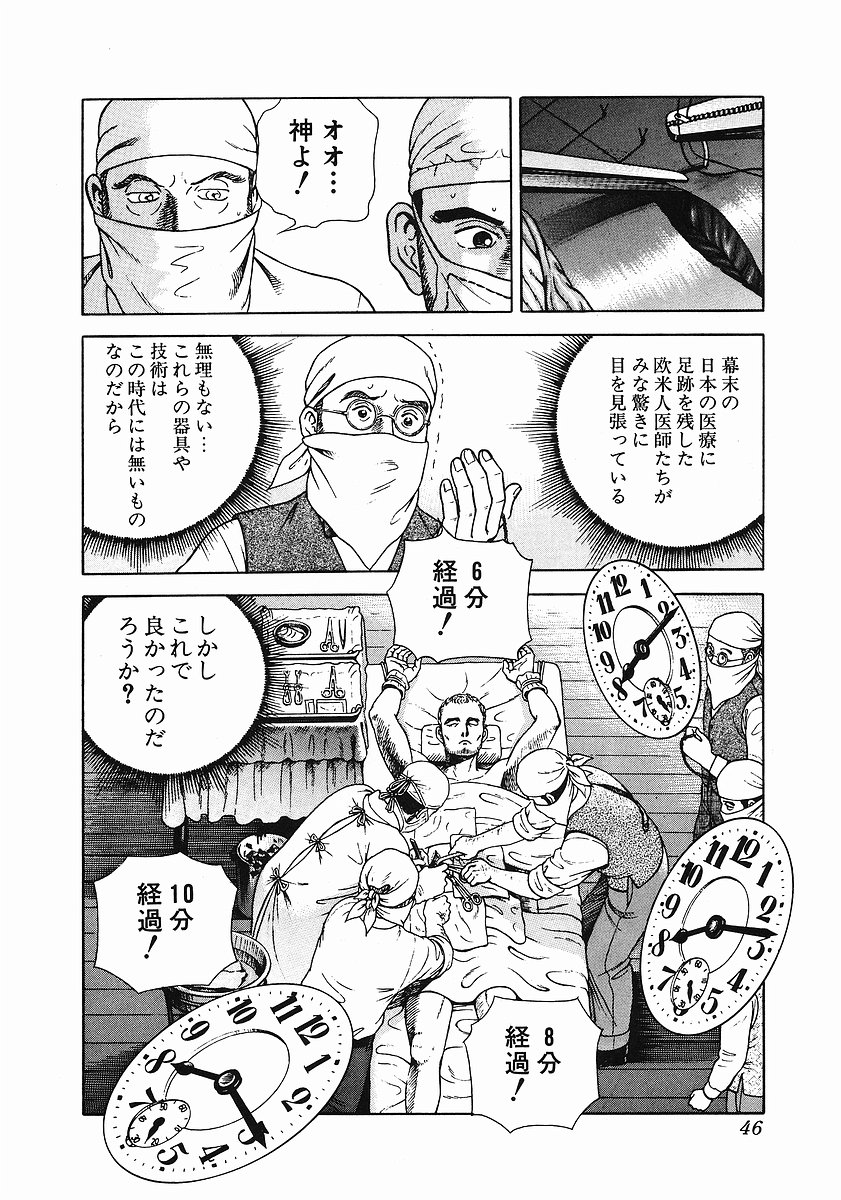 オオ…
神よ！
幕末の
日本の医療に
足跡を残した
欧米人医師たちが
みな驚きに
目を見張っている
無理もない…
これらの器具や
技術は
この時代には無いもの
なのだから
6分
経過！
しかし
これで
良かったのだ
ろうか？
8分
経過！
10分
経過！
46